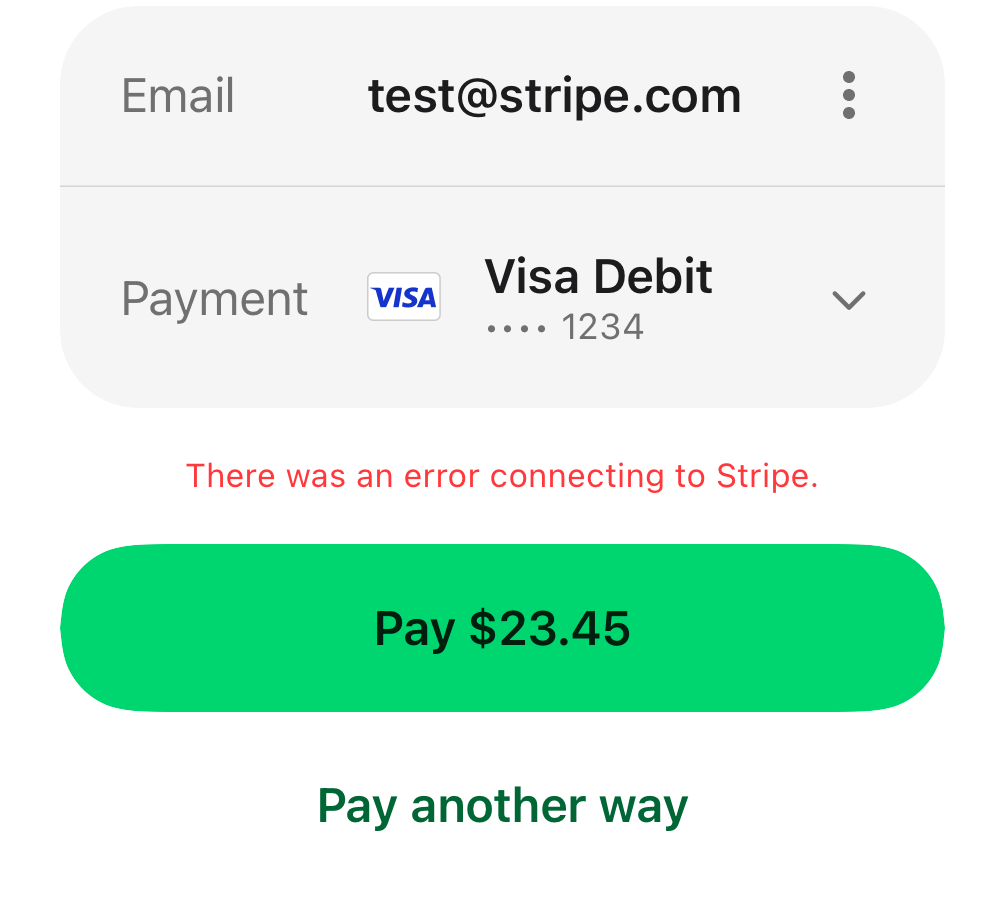 Email test@stripe.com
Payment VISA Visa Debit
•••• 1234
There was an error connecting to Stripe.
Pay $23.45
Pay another way